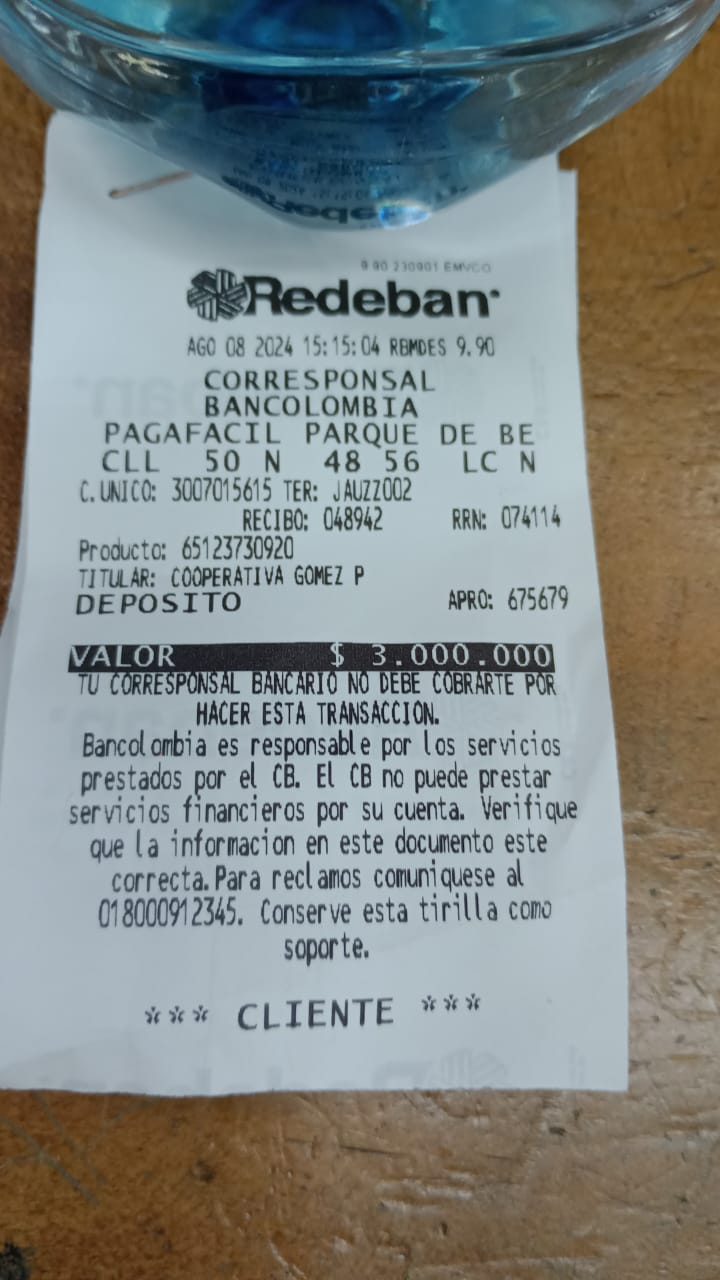 9.90 230901 EMVCO
Redeban
AGO 08 2024 15:15:04 RBMDES 9.90
CORRESPONSAL
BANCOLOMBIA
PAGAFACIL PARQUE DE BE
CLL 50 N 48 56 LC N
C.UNICO: 3007015615 TER: JAUZZ002
RECIBO: 048942 RRN: 074114
Producto: 65123730920
TITULAR: COOPERATIVA GOMEZ P
DEPOSITO APRO: 675679
VALOR $ 3.000.000
TU CORRESPONSAL BANCARIO NO DEBE COBRARTE POR
HACER ESTA TRANSACCION.
Bancolombia es responsable por los servicios
prestados por el CB. El CB no puede prestar
servicios financieros por su cuenta. Verifique
que la informacion en este documento este
correcta.Para reclamos comuniquese al
018000912345. Conserve esta tirilla como
soporte.
*** CLIENTE ***